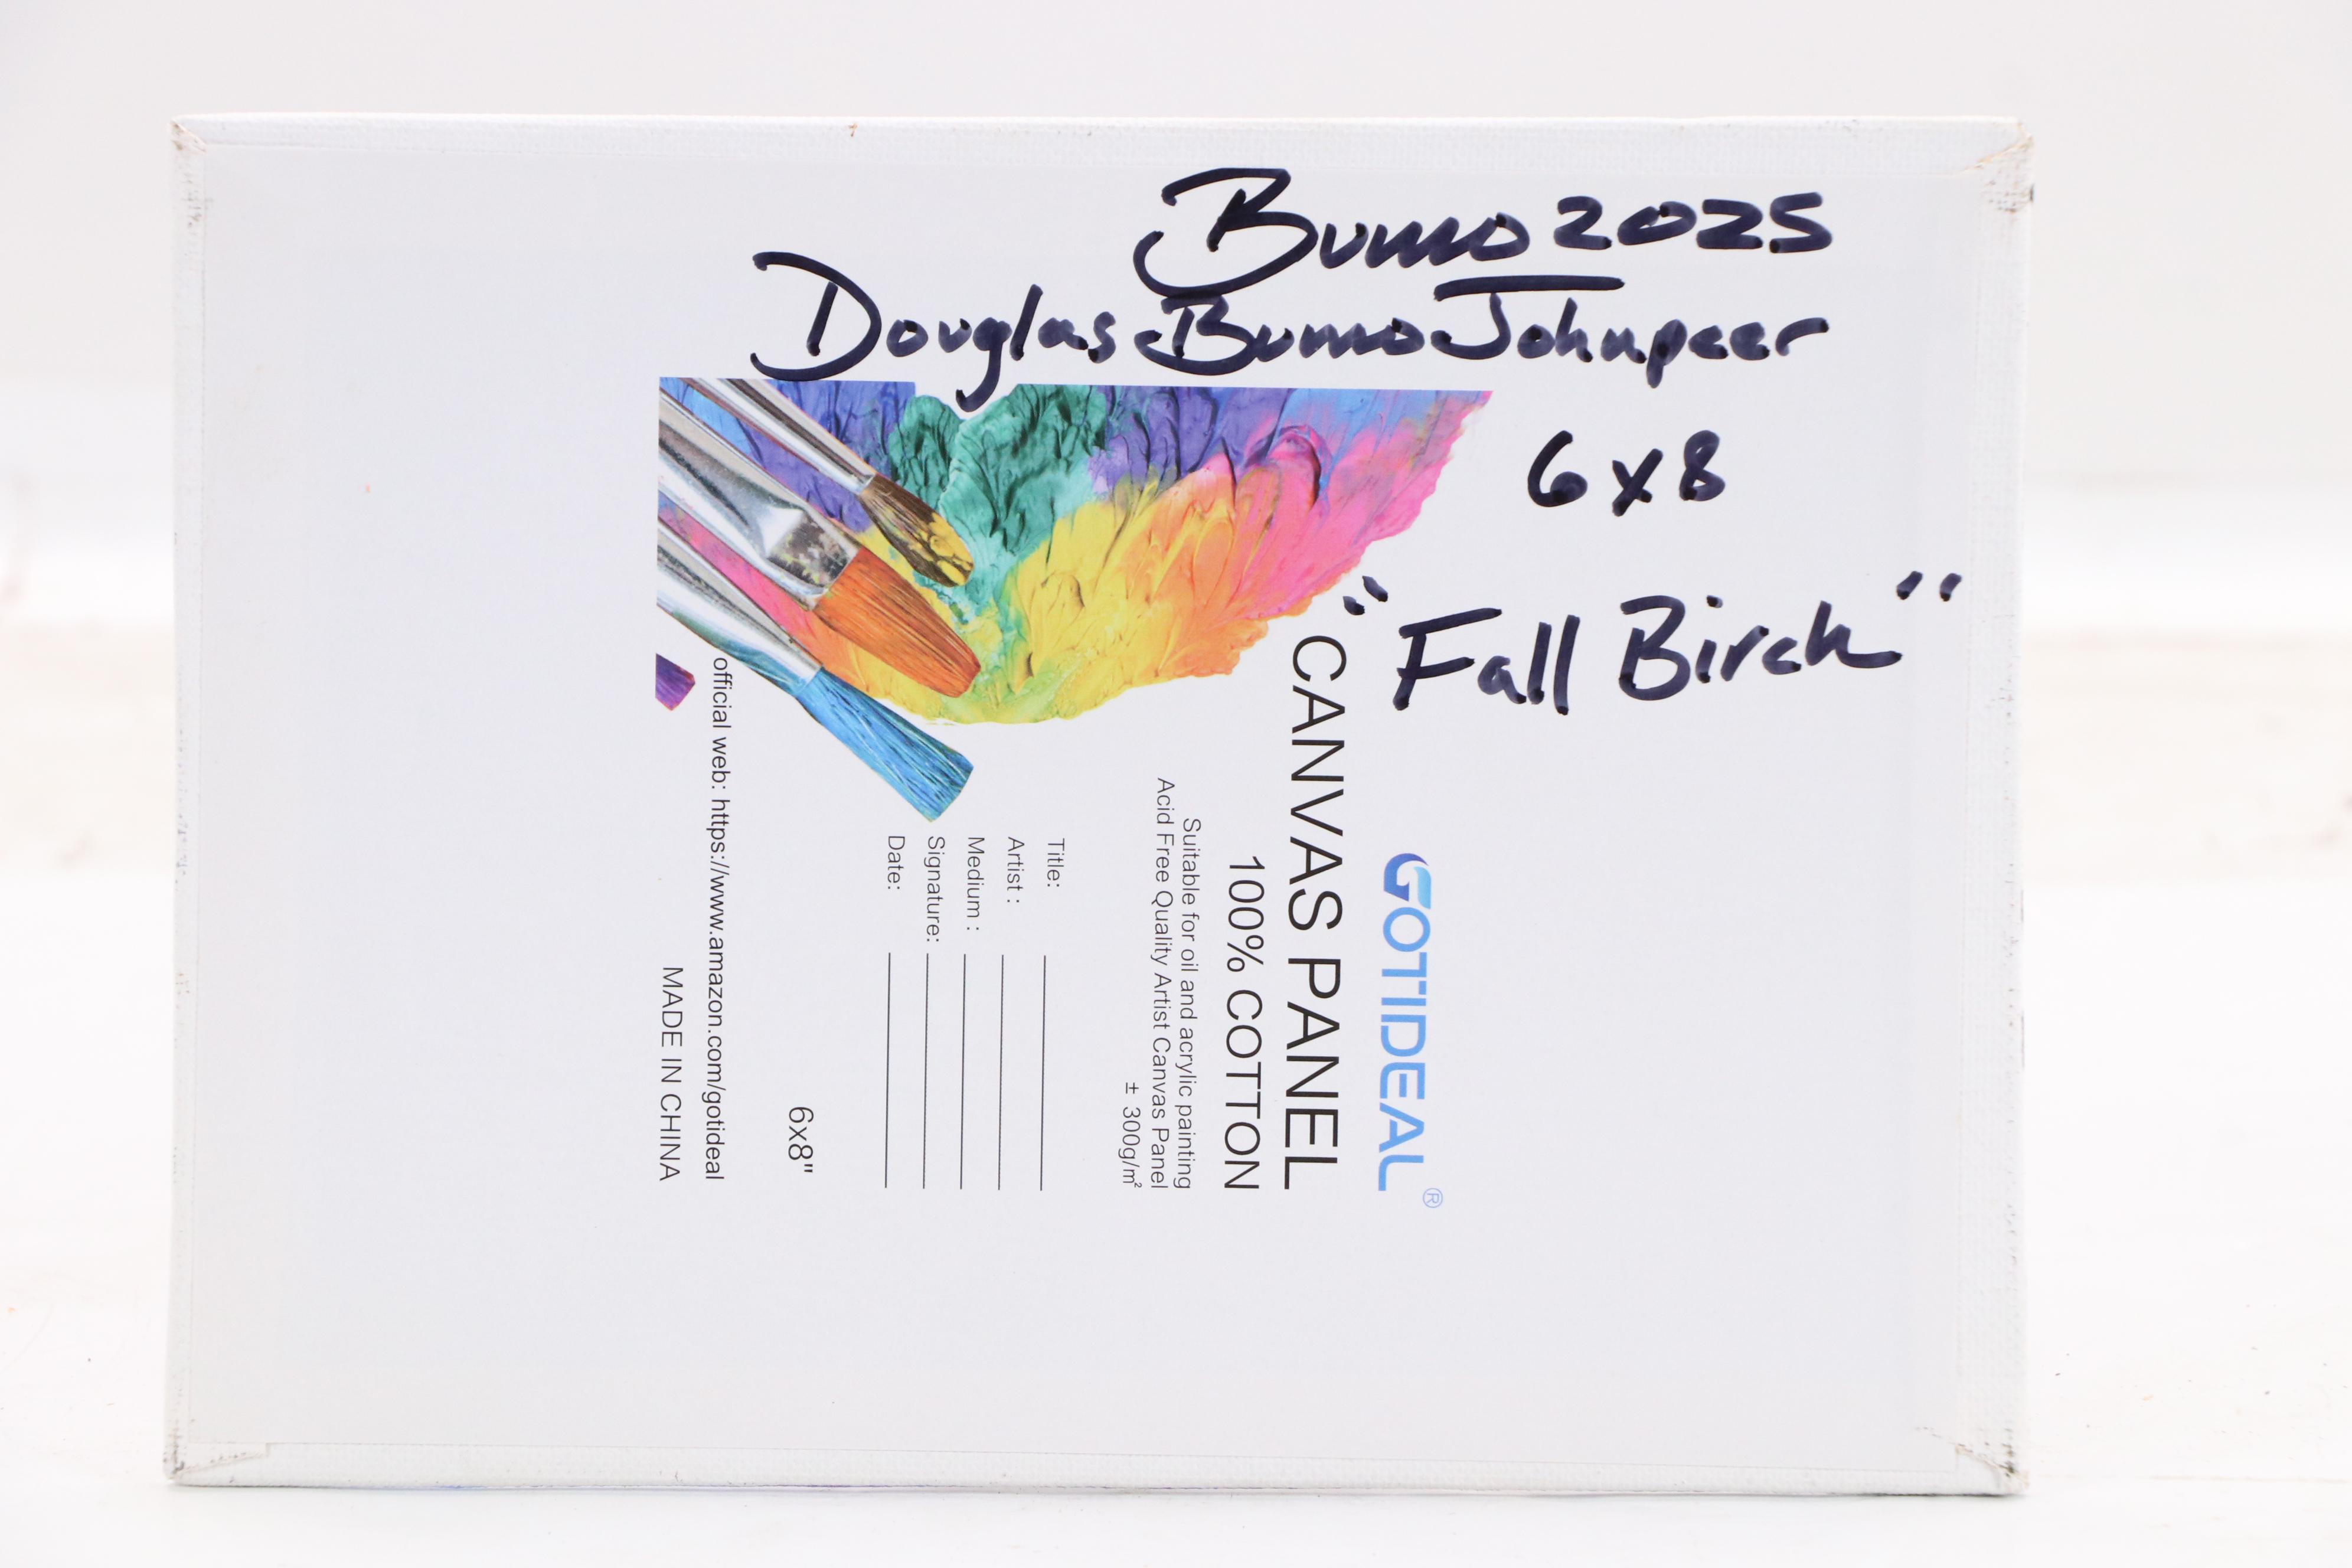 Bumo 2025
Douglas Bumo Johnpeer
6x8
"Fall Birch"
GOTIDEAL®
CANVAS PANEL
100% COTTON
Suitable for oil and acrylic painting
Acid Free Quality Artist Canvas Panel
± 300g/m²
Title:
Artist :
Medium :
Signature:
Date:
6x8"
official web: https://www.amazon.com/gotideal
MADE IN CHINA